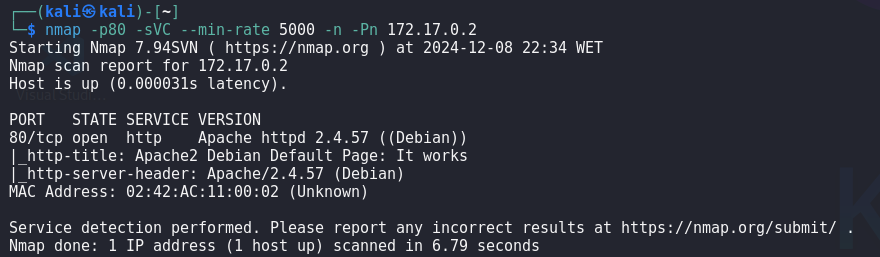 ┌──(kali㉿kali)-[~]
└─$ nmap -p80 -sVC --min-rate 5000 -n -Pn 172.17.0.2
Starting Nmap 7.94SVN ( https://nmap.org ) at 2024-12-08 22:34 WET
Nmap scan report for 172.17.0.2
Host is up (0.000031s latency).

PORT   STATE SERVICE VERSION
80/tcp open  http    Apache httpd 2.4.57 ((Debian))
|_http-title: Apache2 Debian Default Page: It works
|_http-server-header: Apache/2.4.57 (Debian)
MAC Address: 02:42:AC:11:00:02 (Unknown)

Service detection performed. Please report any incorrect results at https://nmap.org/submit/ .
Nmap done: 1 IP address (1 host up) scanned in 6.79 seconds